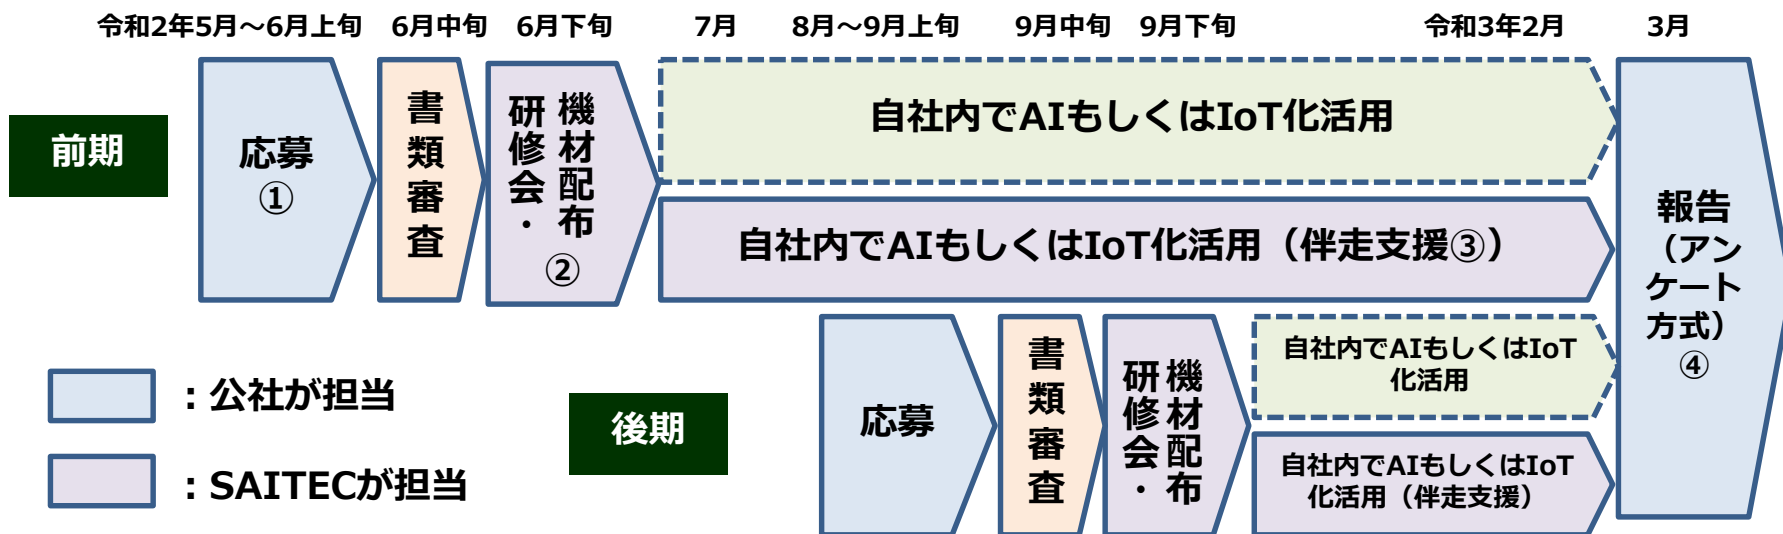 令和2年5月～6月上旬 6月中旬 6月下旬 7月 8月～9月上旬 9月中旬 9月下旬 令和3年2月 3月
前期
応募
①
書類審査
研修会・
機材配布
②
自社内でAIもしくはIoT化活用
自社内でAIもしくはIoT化活用（伴走支援③）
報告
（アン
ケート
方式）
④
後期
応募
書類審査
研修会・
機材配布
自社内でAIもしくはIoT
化活用
自社内でAIもしくはIoT
化活用（伴走支援）
：公社が担当
：SAITECが担当